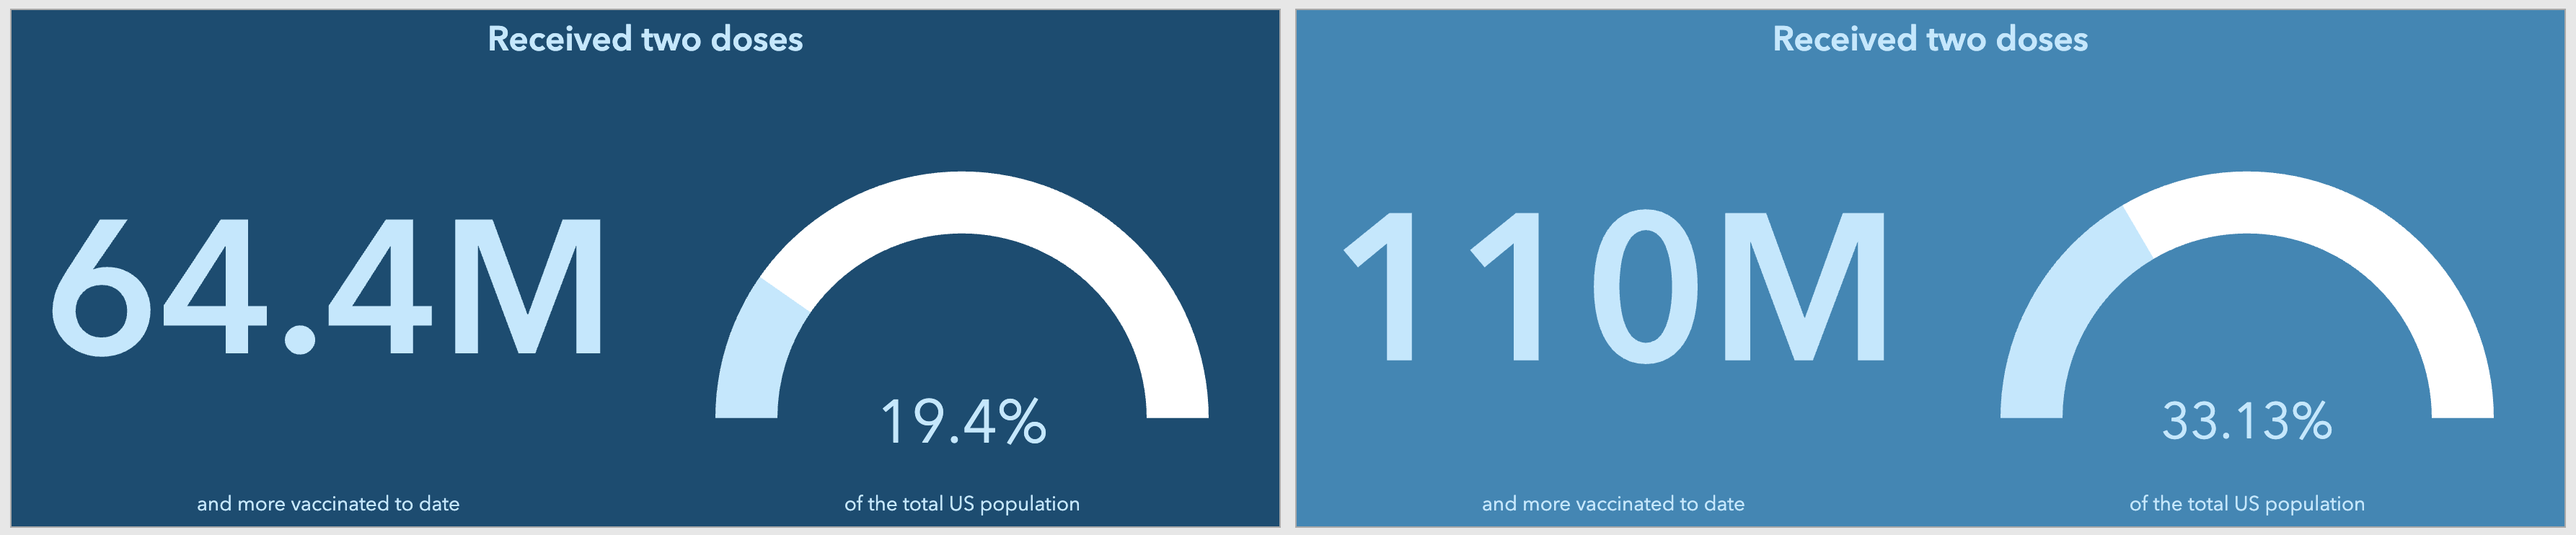 Received two doses
64.4M
19.4%
and more vaccinated to date
of the total US population
Received two doses
110M
33.13%
and more vaccinated to date
of the total US population